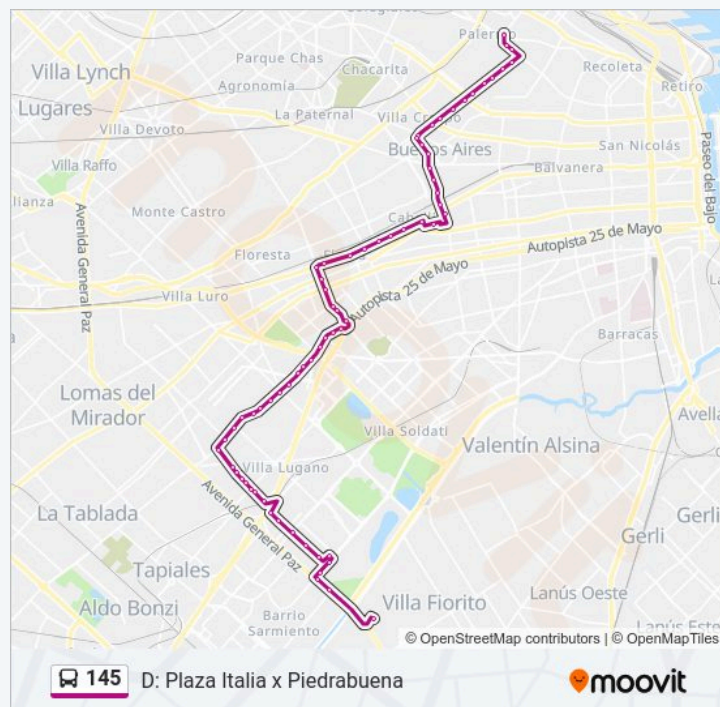 Palermo
Villa Lynch
Parque Chas
Chacarita
Recoleta
Agronomía
Retiro
Lugares
La Paternal
Villa Crespo
Villa Devoto
Buenos Aires
San Nicolás
Villa Raffo
Balvanera
Paseo del Bajo
Monte Castro
Avenida General Paz
Floresta
Autopista 25 de Mayo
Villa Luro
Autopista 25 de Mayo
Barracas
Lomas del
Mirador
Avella
Villa Soldati
Valentín Alsina
Villa Lugano
Avenida General Paz
La Tablada
Gerli
Gerli
Tapiales
Aldo Bonzi
Lanús Oeste
Villa Fiorito
Barrio
Sarmiento
Lanús Este
© OpenStreetMap contributors | © OpenMapTiles
145 D: Plaza Italia x Piedrabuena
moovit